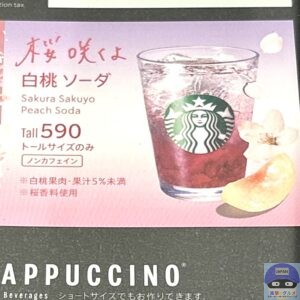 tion tax.
桜咲くよ
白桃 ソーダ
Sakura Sakuyo
Peach Soda
Tall 590
トールサイズのみ
ノンカフェイン
※白桃果肉・果汁5%未満
※桜香料使用
APPUCCINO®
Beverages ショートサイズでもお作りできます。